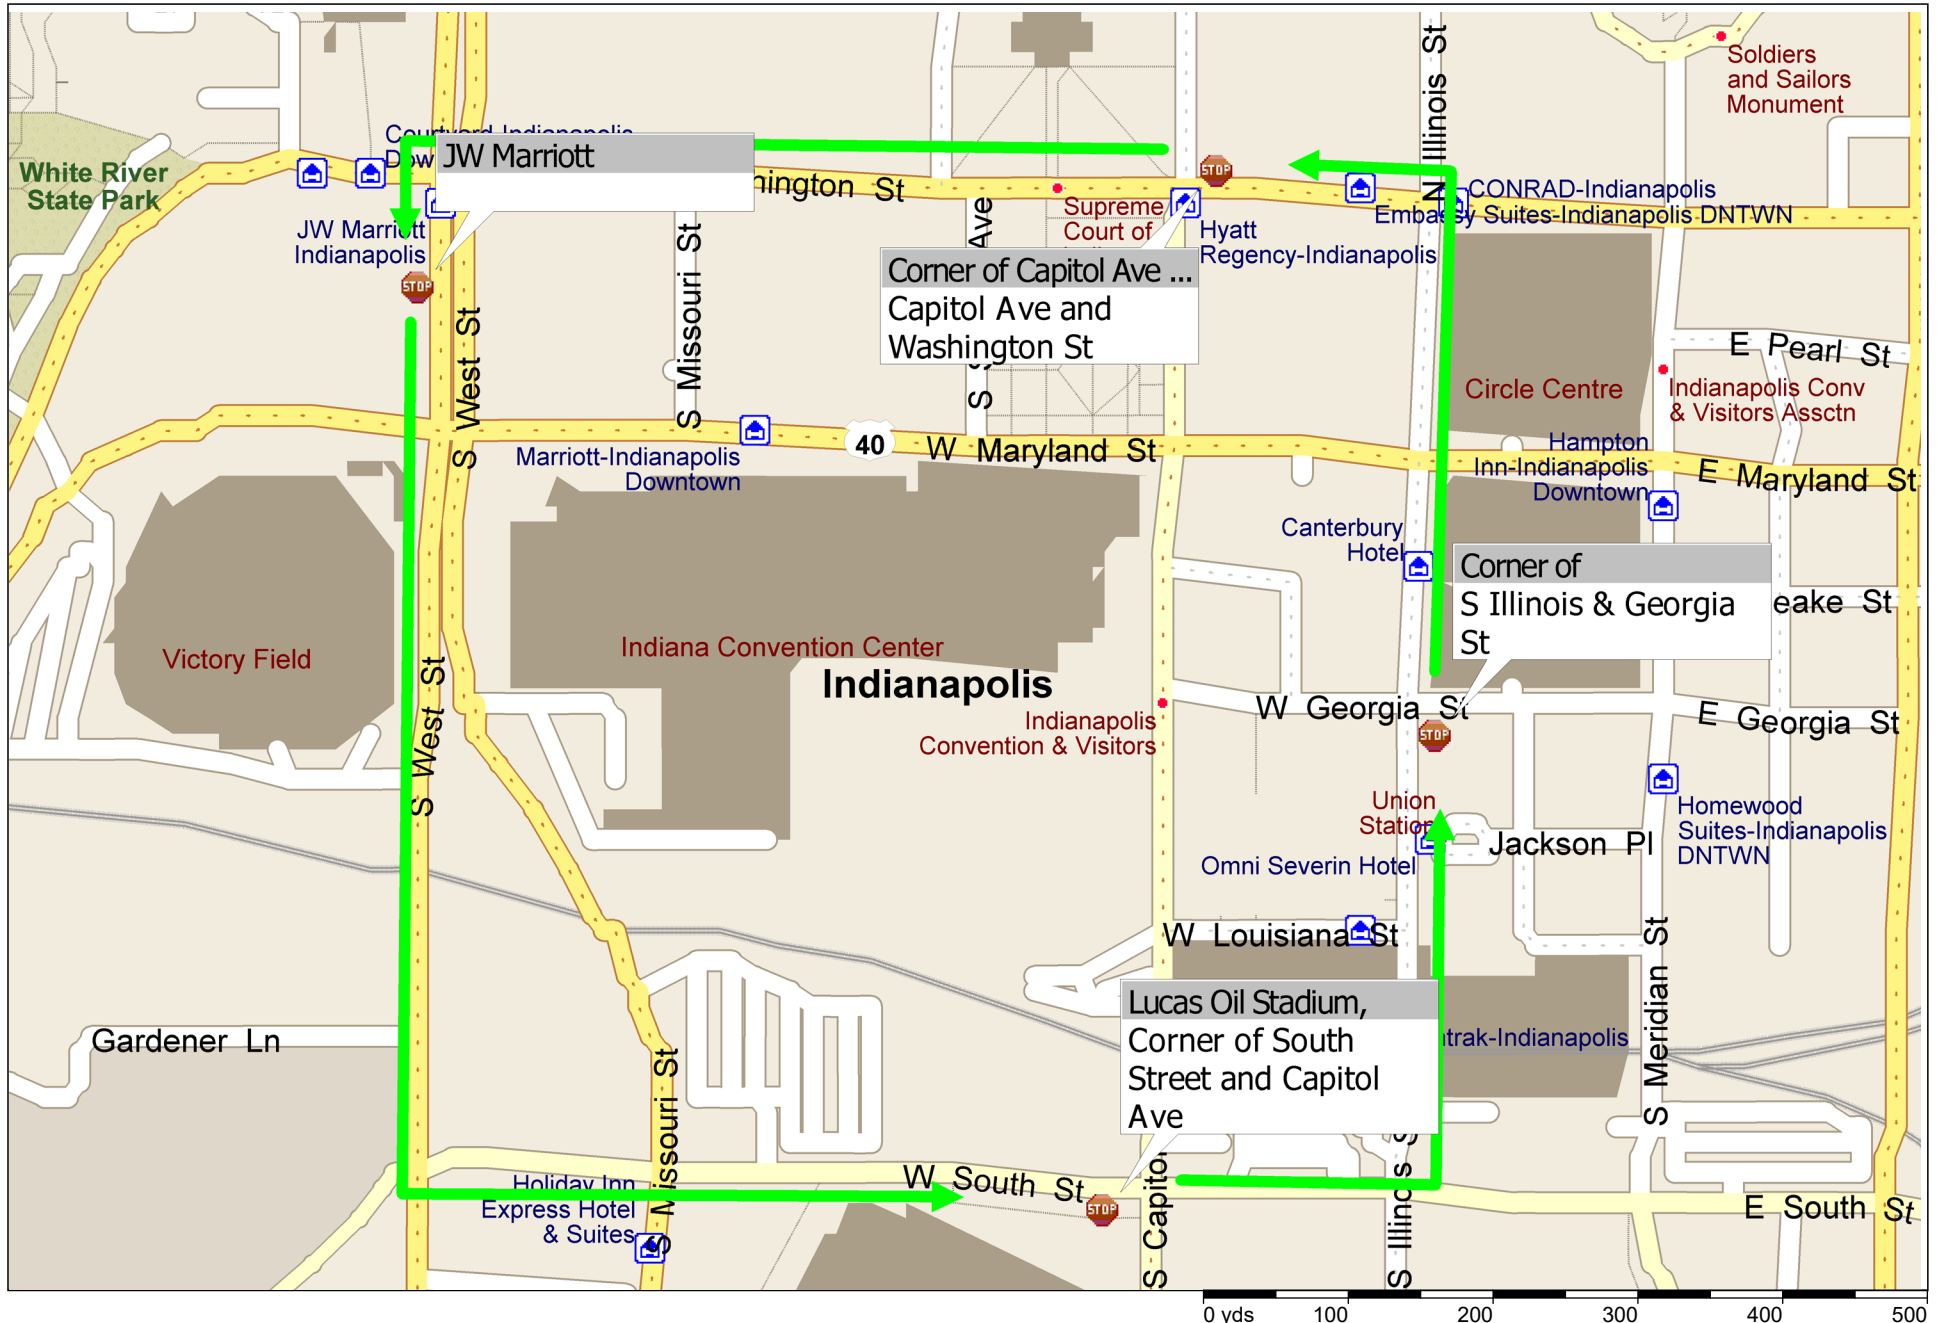 Soldiers
and Sailors
Monument
N Illinois St
Courtyard-Indianapolis
JW Marriott
White River
State Park
St
CONRAD-Indianapolis
Embassy Suites-Indianapolis DNTWN
Supreme
Court of
Ave
Hyatt
Regency-Indianapolis
JW Marriott
Indianapolis
STOP
STOP
Corner of Capitol Ave ...
Capitol Ave and
Washington St
S Missouri St
S West St
S
E Pearl St
Circle Centre
Indianapolis Conv
& Visitors Assctn
40
W Maryland St
E Maryland St
Marriott-Indianapolis
Downtown
Hampton
Inn-Indianapolis
Downtown
Canterbury
Hotel
Corner of
S Illinois & Georgia
St
St
Victory Field
Indiana Convention Center
Indianapolis
Indianapolis
Convention & Visitors
W Georgia St
E Georgia St
STOP
S West St
Union
Station
Omni Severin Hotel
Jackson Pl
Homewood
Suites-Indianapolis
DNTWN
W Louisiana St
Lucas Oil Stadium,
Corner of South
Street and Capitol
Ave
S Meridian St
Gardener Ln
S Missouri St
W South St
E South St
STOP
S Capitol
Holiday Inn
Express Hotel
& Suites
0 yds 100 200 300 400 500